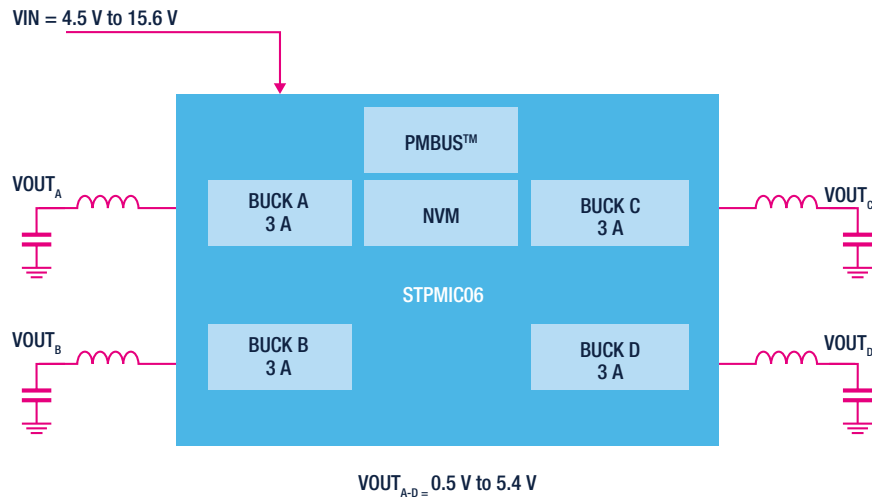 VIN = 4.5 V to 15.6 V
PMBUS™
VOUTA
BUCK A
3 A
NVM
BUCK C
3 A
VOUTC
STPMIC06
VOUTB
BUCK B
3 A
BUCK D
3 A
VOUTD
VOUTA-D = 0.5 V to 5.4 V